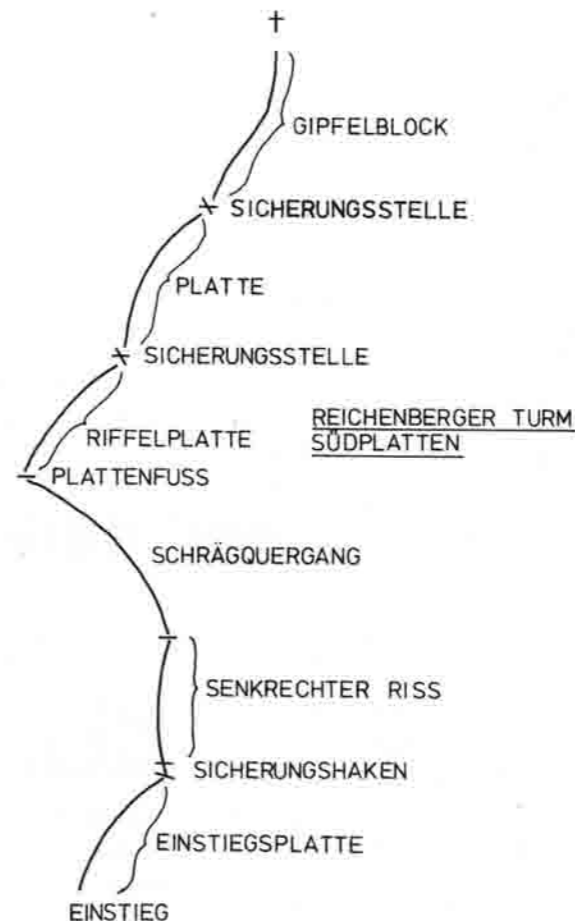 GIPFELBLOCK
SICHERUNGSSTELLE
PLATTE
SICHERUNGSSTELLE
REICHENBERGER TURM
SÜDPLATTEN
RIFFELPLATTE
PLATTENFUSS
SCHRÄGQUERGANG
SENKRECHTER RISS
SICHERUNGSHAKEN
EINSTIEGSPLATTE
EINSTIEG